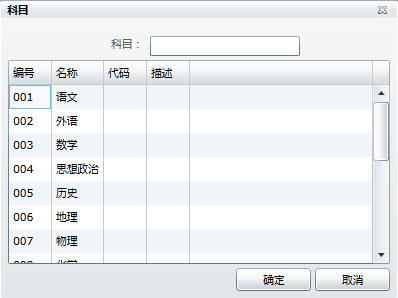 科目
科目：
编号 名称 代码 描述
001 语文
002 外语
003 数学
004 思想政治
005 历史
006 地理
007 物理
确定 取消